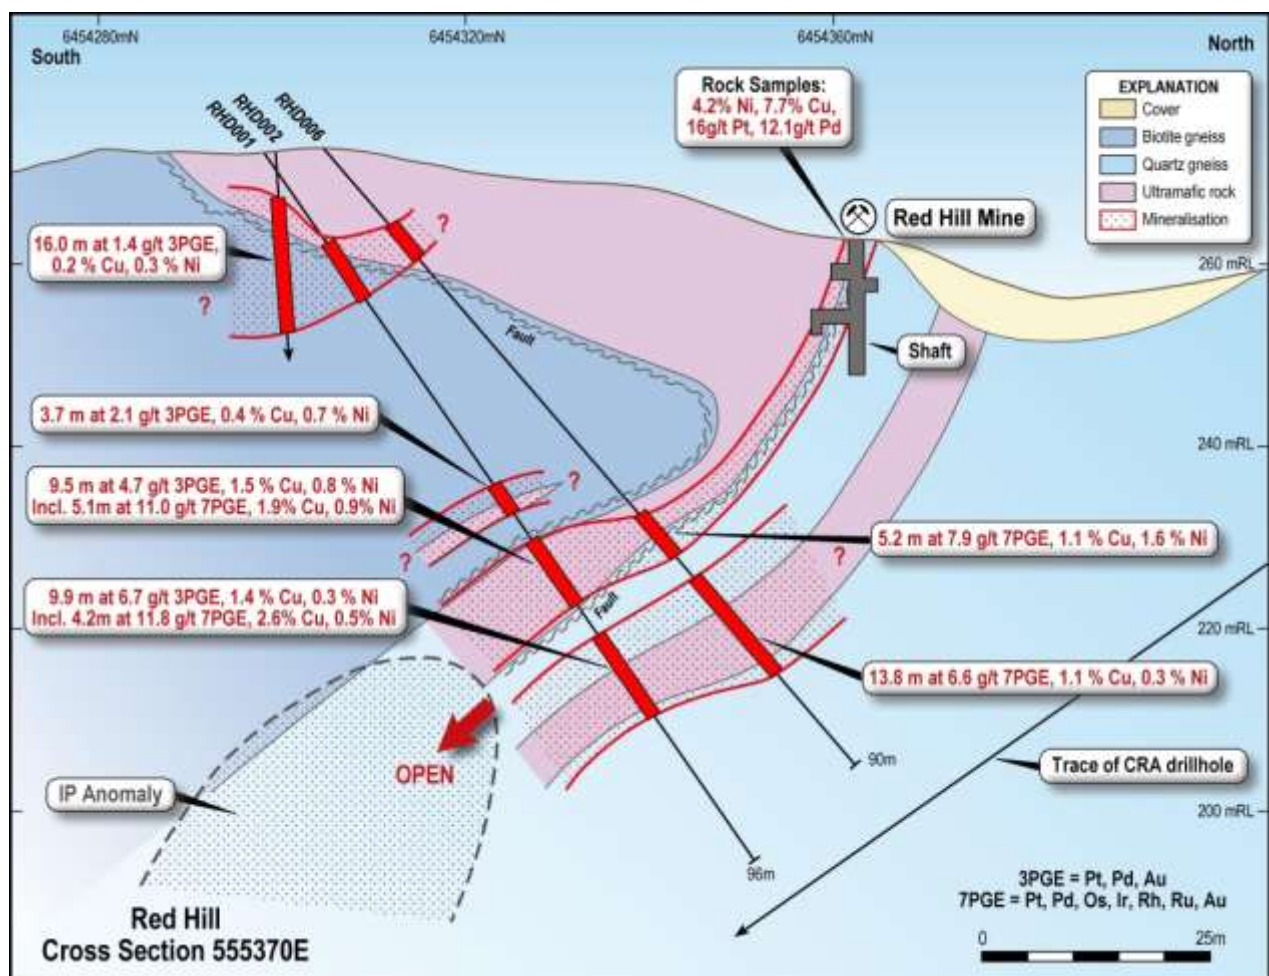 6454280mN
6454320mN
6454360mN
South
North
RHD001
RHD002
RHD006
Rock Samples:
4.2% Ni, 7.7% Cu,
16g/t Pt, 12.1g/t Pd
EXPLANATION
Cover
Biotite gneiss
Quartz gneiss
Ultramafic rock
Mineralisation
Red Hill Mine
260 mRL
?
16.0 m at 1.4 g/t 3PGE,
0.2 % Cu, 0.3 % Ni
?
Fault
Shaft
3.7 m at 2.1 g/t 3PGE, 0.4 % Cu, 0.7 % Ni
240 mRL
9.5 m at 4.7 g/t 3PGE, 1.5 % Cu, 0.8 % Ni
Incl. 5.1m at 11.0 g/t 7PGE, 1.9% Cu, 0.9% Ni
?
?
5.2 m at 7.9 g/t 7PGE, 1.1 % Cu, 1.6 % Ni
?
9.9 m at 6.7 g/t 3PGE, 1.4 % Cu, 0.3 % Ni
Incl. 4.2m at 11.8 g/t 7PGE, 2.6% Cu, 0.5% Ni
Fault
220 mRL
13.8 m at 6.6 g/t 7PGE, 1.1 % Cu, 0.3 % Ni
OPEN
90m
Trace of CRA drillhole
IP Anomaly
200 mRL
96m
3PGE = Pt, Pd, Au
7PGE = Pt, Pd, Os, Ir, Rh, Ru, Au
Red Hill
Cross Section 555370E
0
25m